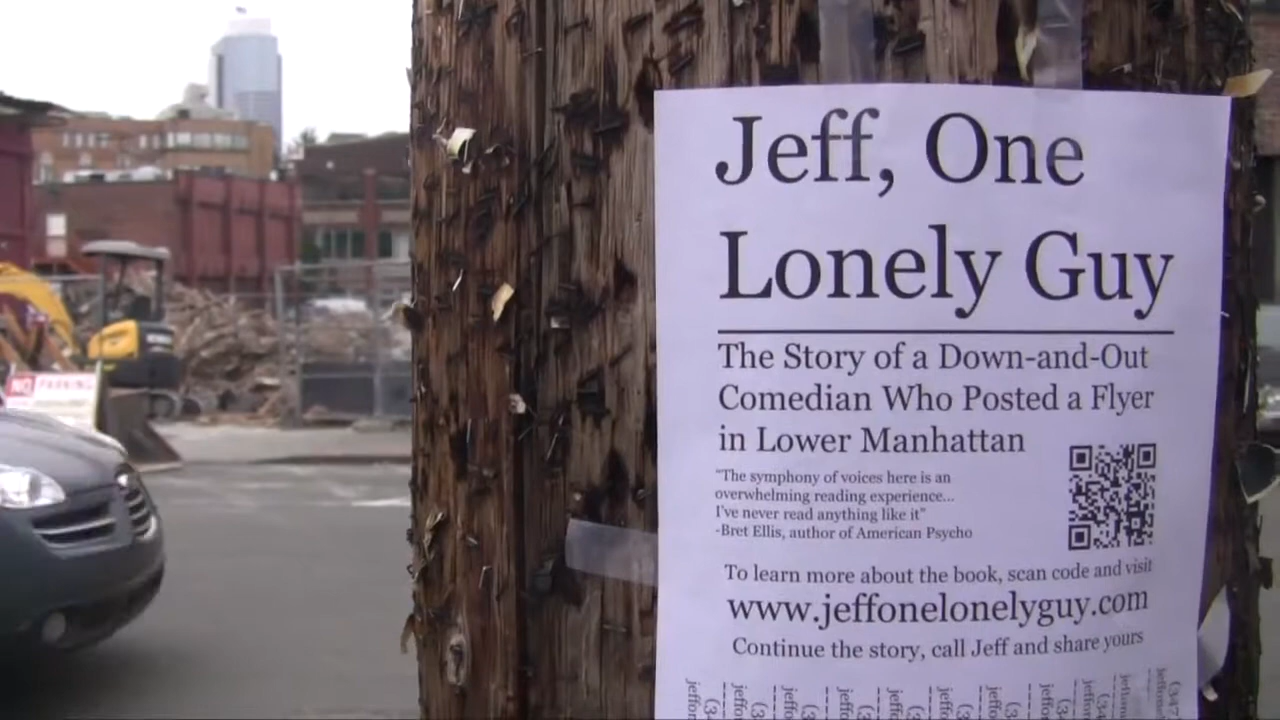 Jeff, One
Lonely Guy
The Story of a Down-and-Out
Comedian Who Posted a Flyer
in Lower Manhattan
"The symphony of voices here is an
overwhelming reading experience...
I've never read anything like it"
-Bret Ellis, author of American Psycho
To learn more about the book, scan code and visit
www.jeffonelonelyguy.com
Continue the story, call Jeff and share yours
NO PARKING